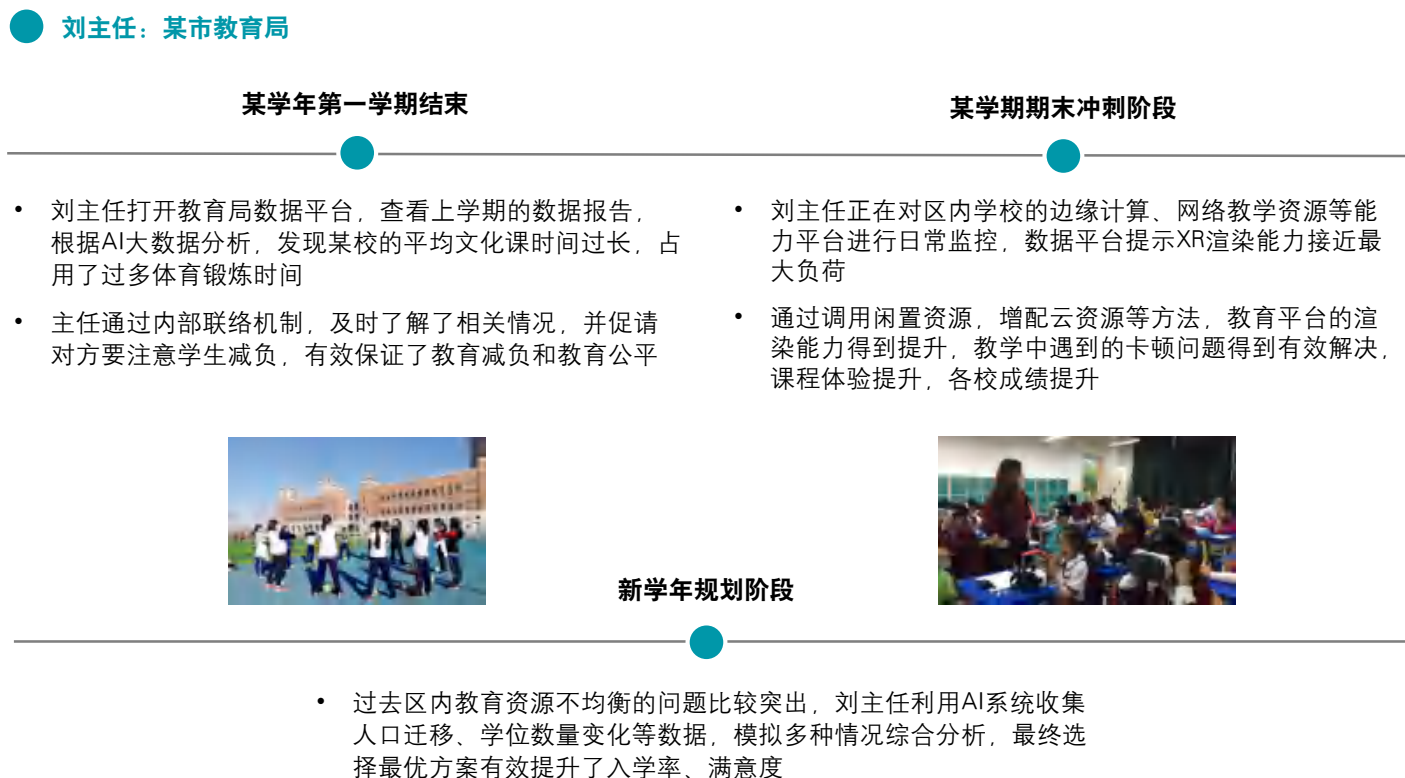 刘主任：某市教育局
某学年第一学期结束
• 刘主任打开教育局数据平台，查看上学期的数据报告，
根据AI大数据分析，发现某校的平均文化课时间过长，占
用了过多体育锻炼时间
• 主任通过内部联络机制，及时了解了相关情况，并促请
对方要注意学生减负，有效保证了教育减负和教育公平
某学期期末冲刺阶段
• 刘主任正在对区内学校的边缘计算、网络教学资源等能
力平台进行日常监控，数据平台提示XR渲染能力接近最
大负荷
• 通过调用闲置资源，增配云资源等方法，教育平台的渲
染能力得到提升，教学中遇到的卡顿问题得到有效解决，
课程体验提升，各校成绩提升
新学年规划阶段
• 过去区内教育资源不均衡的问题比较突出，刘主任利用AI系统收集
人口迁移、学位数量变化等数据，模拟多种情况综合分析，最终选
择最优方案有效提升了入学率、满意度